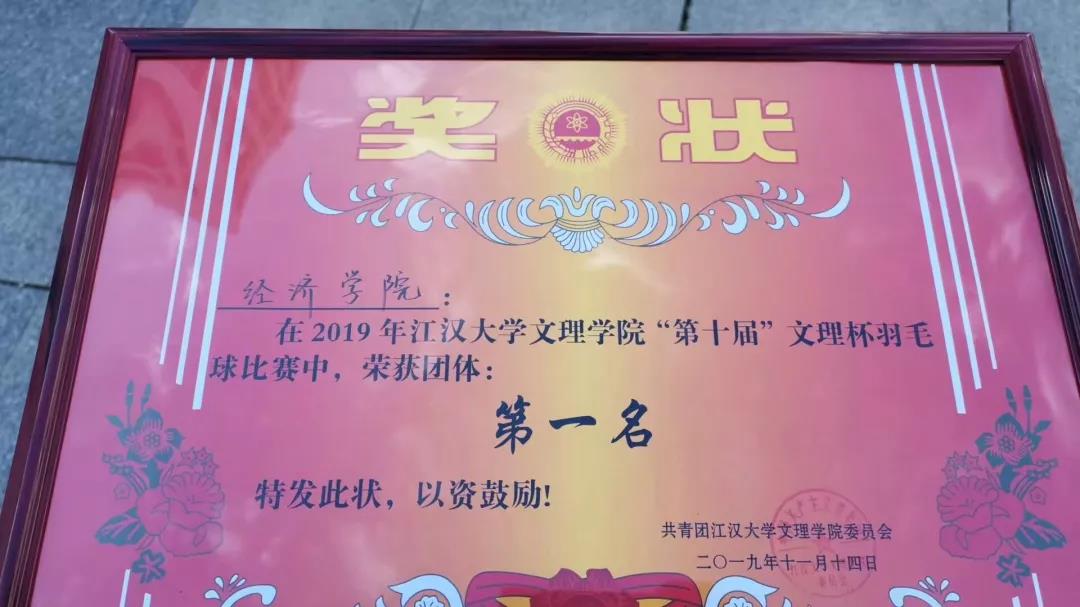 奖状
经济学院：
在2019年江汉大学文理学院“第十届”文理杯羽毛
球比赛中，荣获团体：
第一名
特发此状，以资鼓励!
共青团江汉大学文理学院委员会
二〇一九年十一月十四日